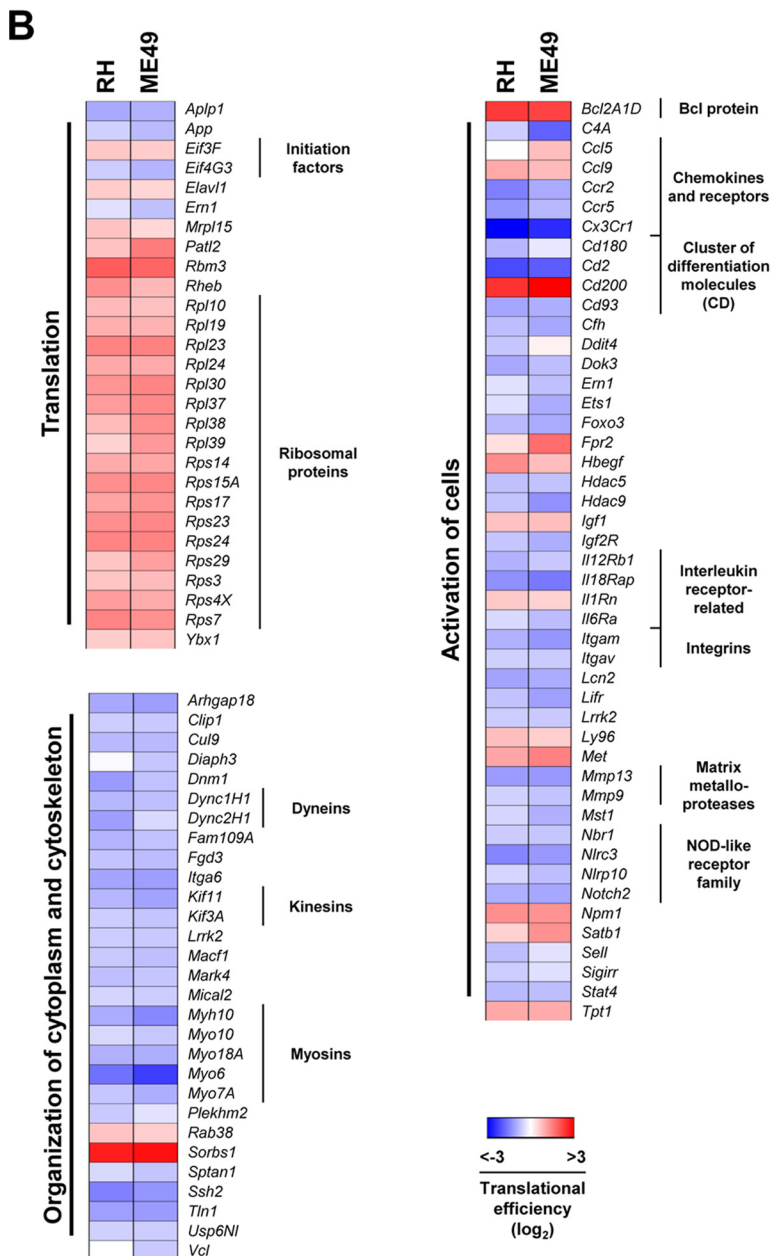 B
RH
ME49
Translation
Aplp1
App
Eif3F
Eif4G3
Elavl1
Ern1
Mrpl15
Patl2
Rbm3
Rheb
Rpl10
Rpl19
Rpl23
Rpl24
Rpl30
Rpl37
Rpl38
Rpl39
Rps14
Rps15A
Rps17
Rps23
Rps24
Rps29
Rps3
Rps4X
Rps7
Ybx1
Initiation
factors
Ribosomal
proteins
Organization of cytoplasm and cytoskeleton
Arhgap18
Clip1
Cul9
Diaph3
Dnm1
Dync1H1
Dync2H1
Fam109A
Fgd3
Itga6
Kif11
Kif3A
Lrrk2
Macf1
Mark4
Mical2
Myh10
Myo10
Myo18A
Myo6
Myo7A
Plekhm2
Rab38
Sorbs1
Sptan1
Ssh2
Tln1
Usp6Nl
Vcl
Dyneins
Kinesins
Myosins
RH
ME49
Activation of cells
Bcl2A1D
C4A
Ccl5
Ccl9
Ccr2
Ccr5
Cx3Cr1
Cd180
Cd2
Cd200
Cd93
Cfh
Ddit4
Dok3
Ern1
Ets1
Foxo3
Fpr2
Hbegf
Hdac5
Hdac9
Igf1
Igf2R
Il12Rb1
Il18Rap
Il1Rn
Il6Ra
Itgam
Itgav
Lcn2
Lifr
Lrrk2
Ly96
Met
Mmp13
Mmp9
Mst1
Nbr1
Nlrc3
Nlrp10
Notch2
Npm1
Satb1
Sell
Sigirr
Stat4
Tpt1
Bcl protein
Chemokines
and receptors
Cluster of
differentiation
molecules
(CD)
Interleukin
receptor-
related
Integrins
Matrix
metallo-
proteases
NOD-like
receptor
family
<-3 >3
Translational
efficiency
(log2)